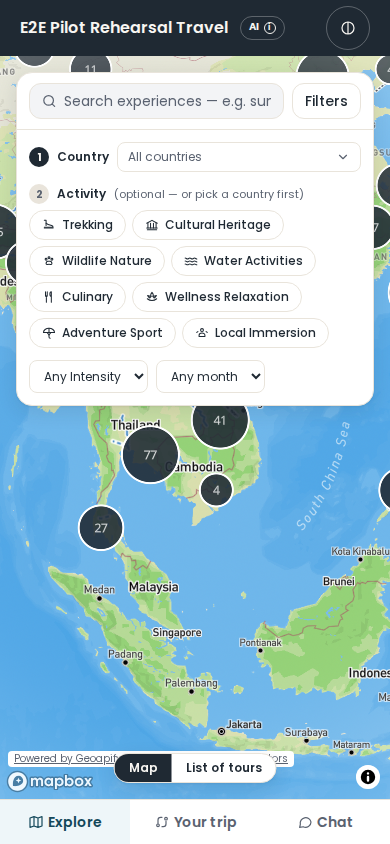 E2E Pilot Rehearsal Travel AI i
11
Search experiences — e.g. sur
Filters
1 Country All countries
2 Activity (optional — or pick a country first)
Trekking
Cultural Heritage
Wildlife Nature
Water Activities
Culinary
Wellness Relaxation
Adventure Sport
Local Immersion
Any Intensity
Any month
Thailand
41
77
Cambodia
4
South China Sea
27
Kota Kinabalu
Brunei
Medan
Malaysia
Singapore
Pontianak
Padang
Palembang
Indones
Jakarta
Surabaya
Mataram
Powered by Geoapif
ors
Map
List of tours
mapbox
Explore
Your trip
Chat